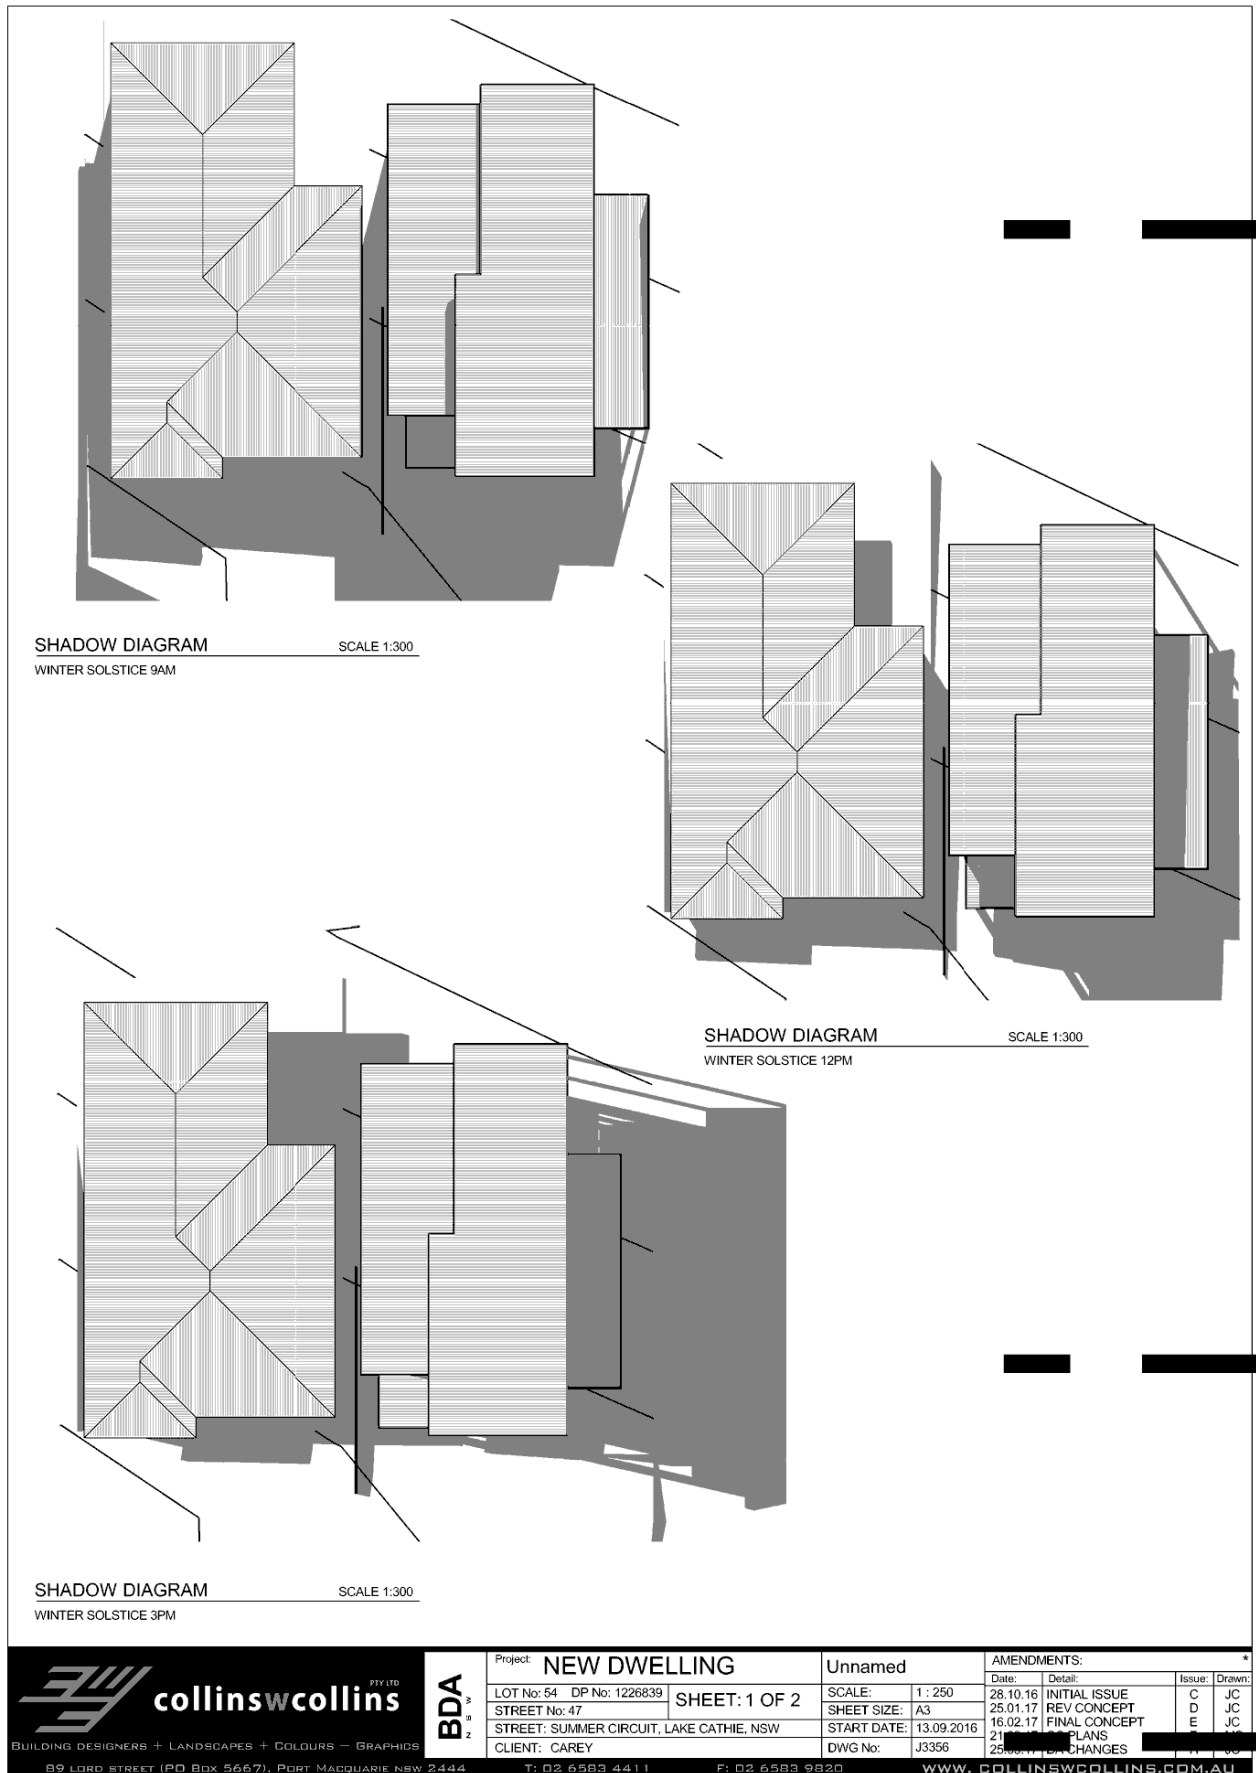 SHADOW DIAGRAM SCALE 1:300
WINTER SOLSTICE 9AM
SHADOW DIAGRAM SCALE 1:300
WINTER SOLSTICE 12PM
SHADOW DIAGRAM SCALE 1:300
WINTER SOLSTICE 3PM
PTY LTD
collinswcollins
BUILDING DESIGNERS + LANDSCAPES + COLOURS – GRAPHICS
BDA
NSW
Project: NEW DWELLING
LOT No: 54 DP No: 1226839
SHEET: 1 OF 2
STREET No: 47
STREET: SUMMER CIRCUIT, LAKE CATHIE, NSW
CLIENT: CAREY
Unnamed
SCALE: 1 : 250
SHEET SIZE: A3
START DATE: 13.09.2016
DWG No: J3356
AMENDMENTS: *
Date: Detail: Issue: Drawn:
28.10.16 INITIAL ISSUE C JC
25.01.17 REV CONCEPT D JC
16.02.17 FINAL CONCEPT E JC
PLANS
CHANGES
89 LORD STREET (PO BOX 5667), PORT MACQUARIE NSW 2444 T: 02 6583 4411 F: 02 6583 9820 WWW. COLLINSWCOLLINS.COM.AU